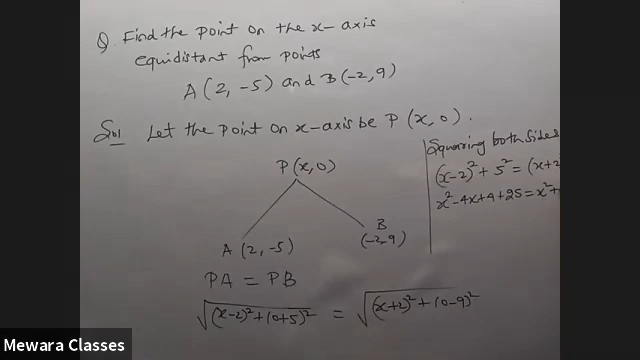 Q. Find the point on the x-axis
equidistant from points
A(2, -5) and B(-2, 9)
Sol Let the point on x-axis be P(x, 0).
P(x, 0)
A(2, -5)
B
(-2, 9)
PA = PB
√(x-2)²+(0+5)² = √(x+2)²+(0-9)²
Squaring both sides
(x-2)²+5² = (x+2
x²-4x+4+25 = x²+
Mewara Classes